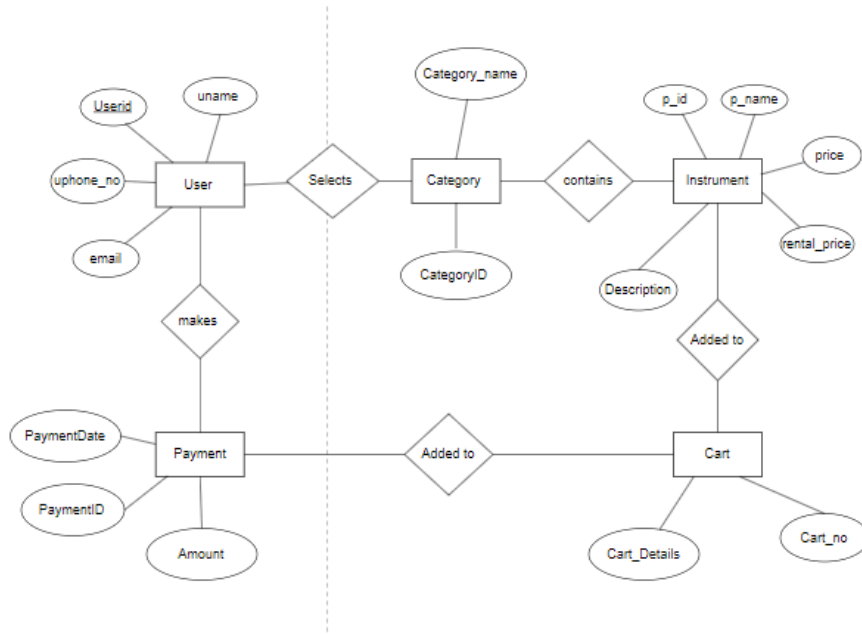 Category_name
Userid
uname
p_id
p_name
price
uphone_no
User
Selects
Category
contains
Instrument
email
CategoryID
rental_price
Description
makes
Added to
PaymentDate
Payment
Added to
Cart
PaymentID
Amount
Cart_Details
Cart_no